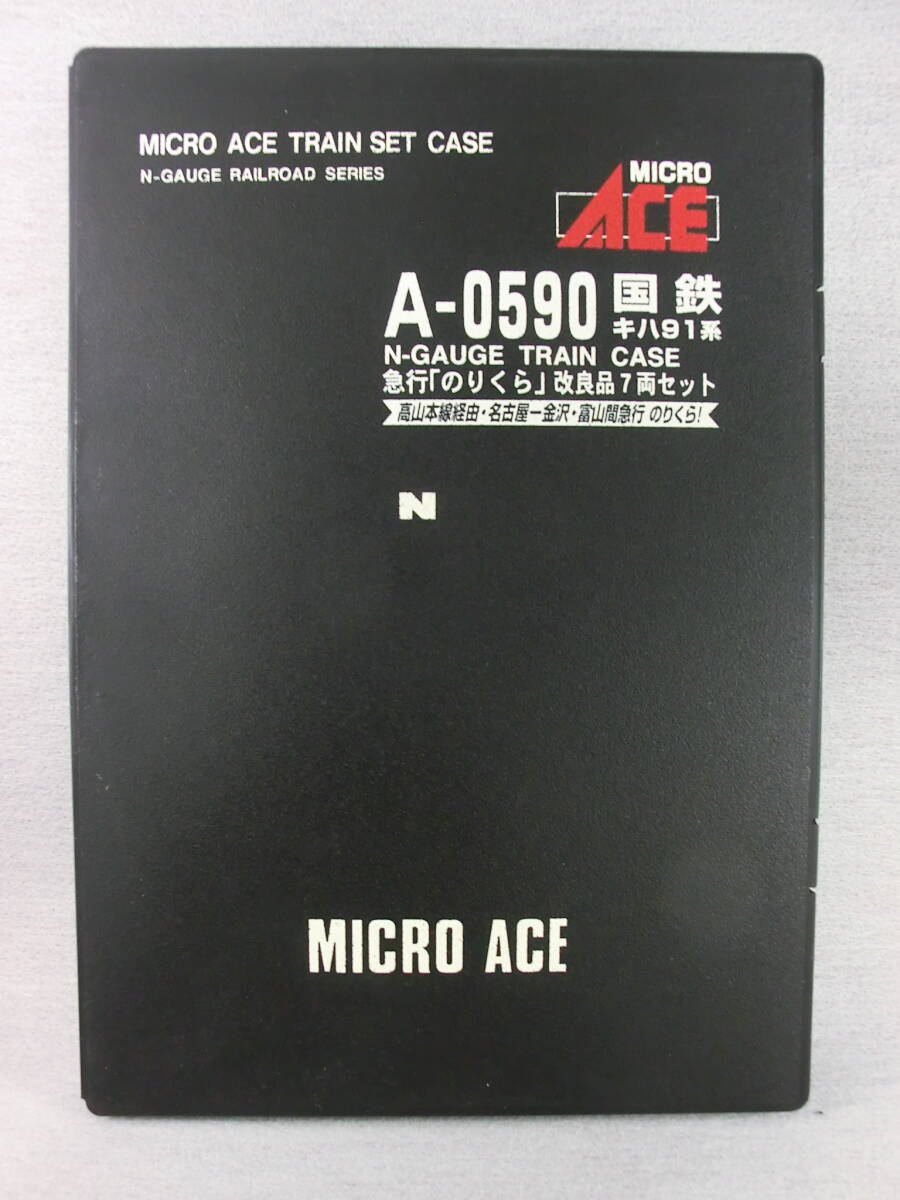 MICRO ACE TRAIN SET CASE
N-GAUGE RAILROAD SERIES
MICRO
ACE
A-0590 国鉄
キハ91系
N-GAUGE TRAIN CASE
急行「のりくら」改良品7両セット
高山本線経由・名古屋ー金沢・富山間急行 のりくら!
N
MICRO ACE